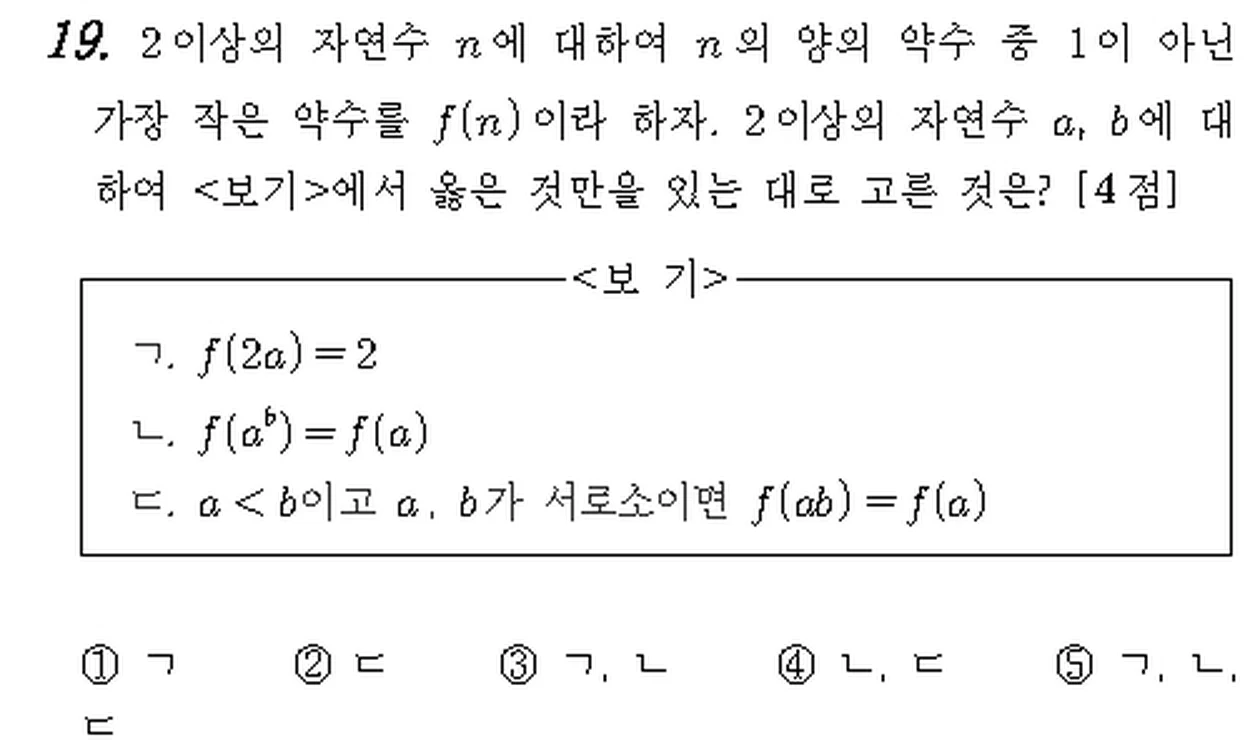 19. 2이상의 자연수 n에 대하여 n의 양의 약수 중 1이 아닌
가장 작은 약수를 f(n)이라 하자. 2이상의 자연수 a, b에 대
하여 <보기>에서 옳은 것만을 있는 대로 고른 것은? [4점]
<보 기>
ㄱ. f(2a) = 2
ㄴ. f(a^b) = f(a)
ㄷ. a < b이고 a, b가 서로소이면 f(ab) = f(a)
① ㄱ ② ㄷ ③ ㄱ, ㄴ ④ ㄴ, ㄷ ⑤ ㄱ, ㄴ,
ㄷ